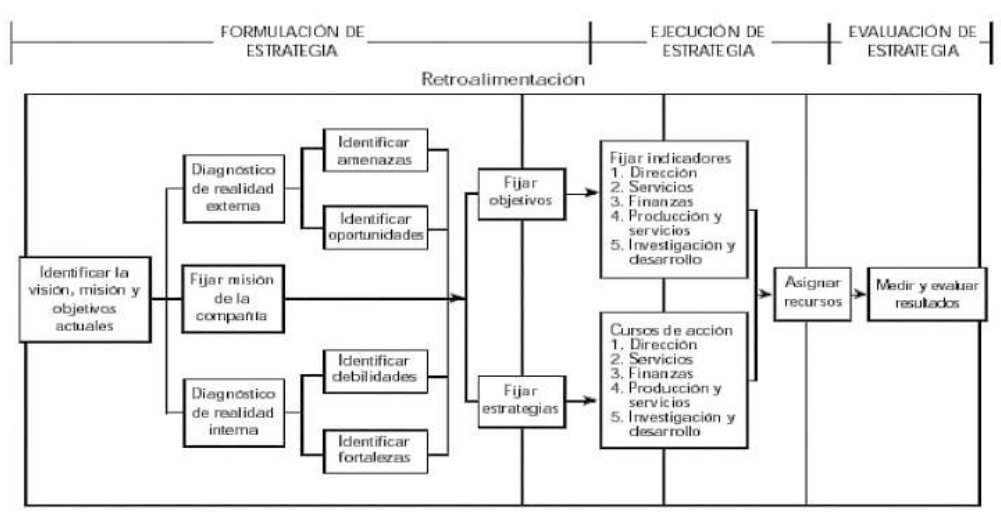 FORMULACIÓN DE
ESTRATEGIA
EJECUCIÓN DE
ESTRATEGIA
EVALUACIÓN DE
ESTRATEGIA
Retroalimentación
Identificar la
visión, misión y
objetivos
actuales
Diagnóstico
de realidad
externa
Identificar
amenazas
Identificar
oportunidades
Fijar misión
de la
compañía
Diagnóstico
de realidad
interna
Identificar
debilidades
Identificar
fortalezas
Fijar
objetivos
Fijar
estrategias
Fijar indicadores
1. Dirección
2. Servicios
3. Finanzas
4. Producción y
servicios
5. Investigación y
desarrollo
Cursos de acción
1. Dirección
2. Servicios
3. Finanzas
4. Producción y
servicios
5. Investigación y
desarrollo
Asignar
recursos
Medir y evaluar
resultados